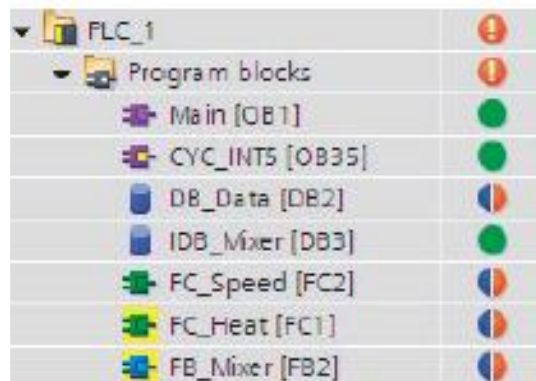 PLC_1
Program blocks
Main [OB1]
CYC_INT5 [OB35]
DB_Data [DB2]
IDB_Mixer [DB3]
FC_Speed [FC2]
FC_Heat [FC1]
FB_Mixer [FB2]